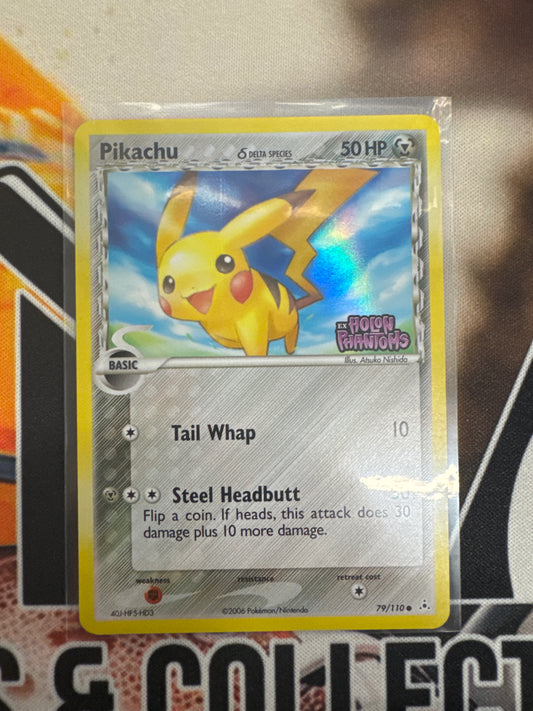 Pikachu δ DELTA SPECIES 50 HP
EX HOLON PHANTOMS
Illus. Atsuko Nishida
BASIC
Tail Whap 10
Steel Headbutt 30
Flip a coin. If heads, this attack does 30
damage plus 10 more damage.
weakness resistance retreat cost
©2006 Pokémon/Nintendo 79/110
& COLLECT